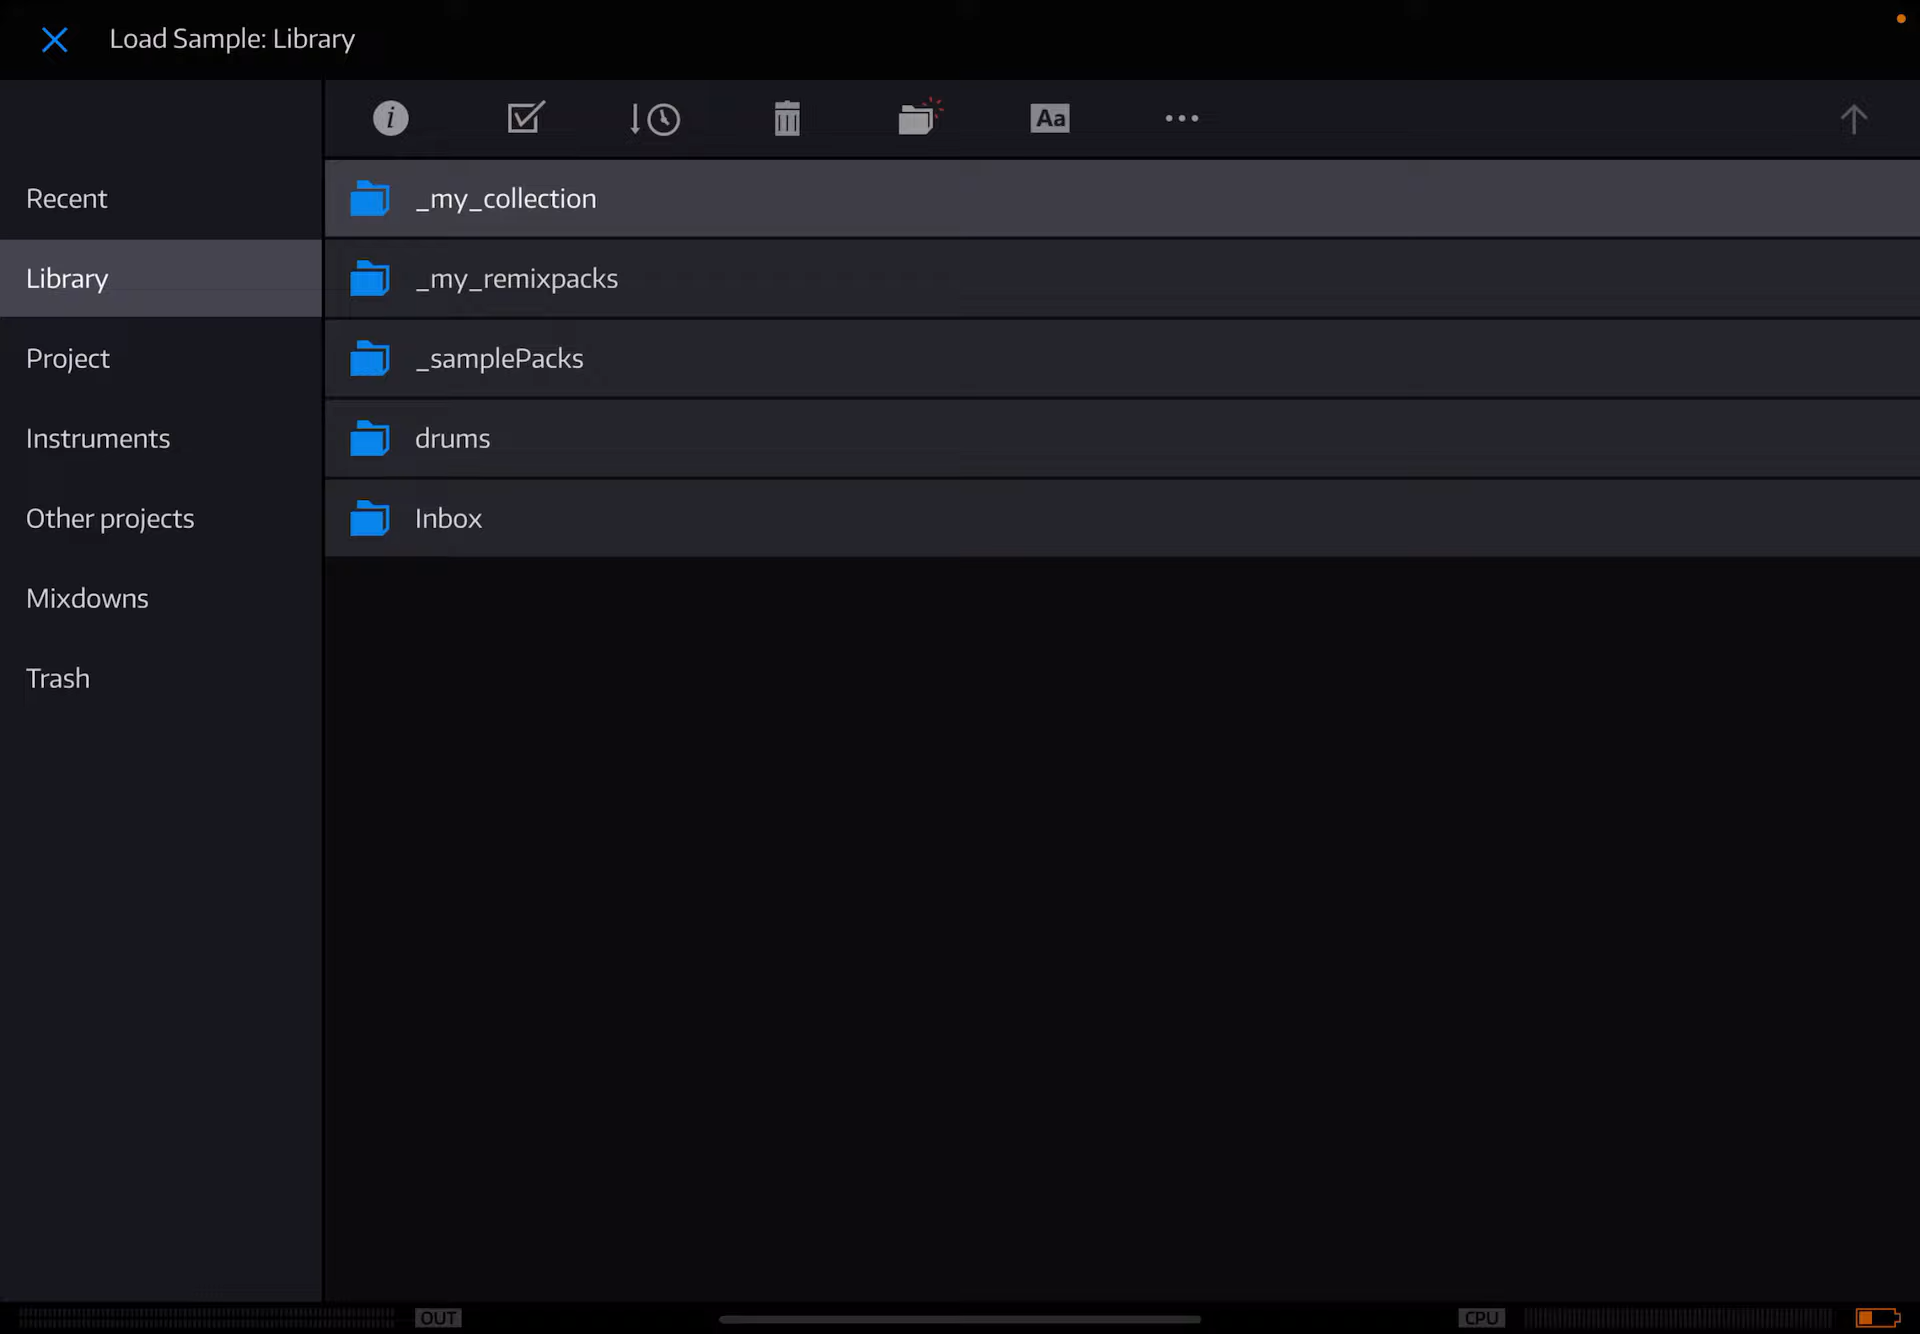 Load Sample: Library
Aa
Recent
Library
Project
Instruments
Other projects
Mixdowns
Trash
_my_collection
_my_remixpacks
_samplePacks
drums
Inbox
OUT
CPU